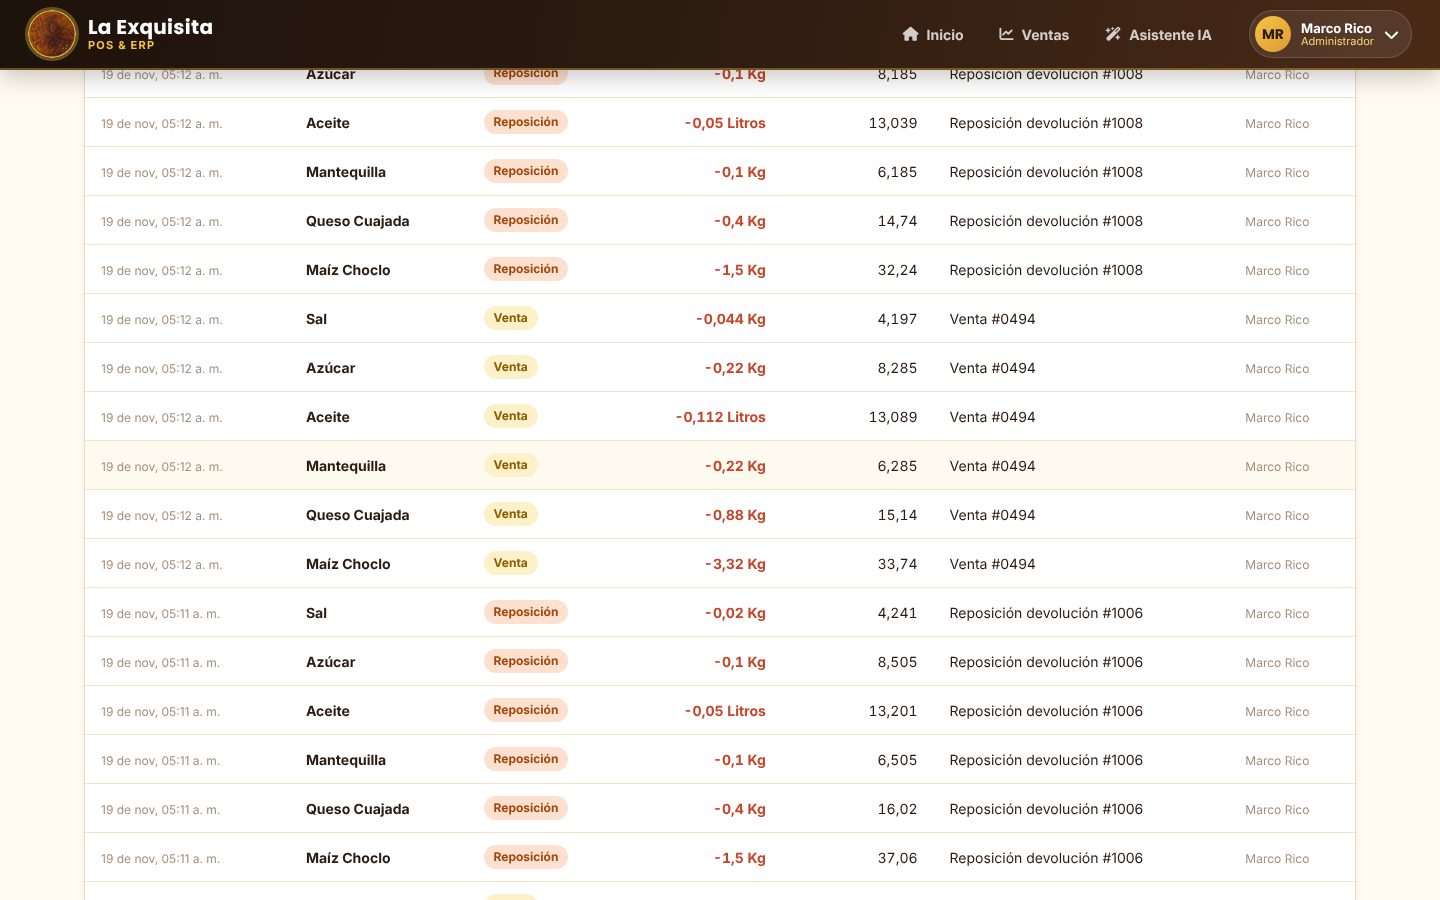 La Exquisita
POS & ERP
Inicio
Ventas
Asistente IA
MR
Marco Rico
Administrador
19 de nov, 05:12 a. m. Azúcar Reposición -0,1 Kg 8,185 Reposición devolución #1008 Marco Rico
19 de nov, 05:12 a. m. Aceite Reposición -0,05 Litros 13,039 Reposición devolución #1008 Marco Rico
19 de nov, 05:12 a. m. Mantequilla Reposición -0,1 Kg 6,185 Reposición devolución #1008 Marco Rico
19 de nov, 05:12 a. m. Queso Cuajada Reposición -0,4 Kg 14,74 Reposición devolución #1008 Marco Rico
19 de nov, 05:12 a. m. Maíz Choclo Reposición -1,5 Kg 32,24 Reposición devolución #1008 Marco Rico
19 de nov, 05:12 a. m. Sal Venta -0,044 Kg 4,197 Venta #0494 Marco Rico
19 de nov, 05:12 a. m. Azúcar Venta -0,22 Kg 8,285 Venta #0494 Marco Rico
19 de nov, 05:12 a. m. Aceite Venta -0,112 Litros 13,089 Venta #0494 Marco Rico
19 de nov, 05:12 a. m. Mantequilla Venta -0,22 Kg 6,285 Venta #0494 Marco Rico
19 de nov, 05:12 a. m. Queso Cuajada Venta -0,88 Kg 15,14 Venta #0494 Marco Rico
19 de nov, 05:12 a. m. Maíz Choclo Venta -3,32 Kg 33,74 Venta #0494 Marco Rico
19 de nov, 05:11 a. m. Sal Reposición -0,02 Kg 4,241 Reposición devolución #1006 Marco Rico
19 de nov, 05:11 a. m. Azúcar Reposición -0,1 Kg 8,505 Reposición devolución #1006 Marco Rico
19 de nov, 05:11 a. m. Aceite Reposición -0,05 Litros 13,201 Reposición devolución #1006 Marco Rico
19 de nov, 05:11 a. m. Mantequilla Reposición -0,1 Kg 6,505 Reposición devolución #1006 Marco Rico
19 de nov, 05:11 a. m. Queso Cuajada Reposición -0,4 Kg 16,02 Reposición devolución #1006 Marco Rico
19 de nov, 05:11 a. m. Maíz Choclo Reposición -1,5 Kg 37,06 Reposición devolución #1006 Marco Rico